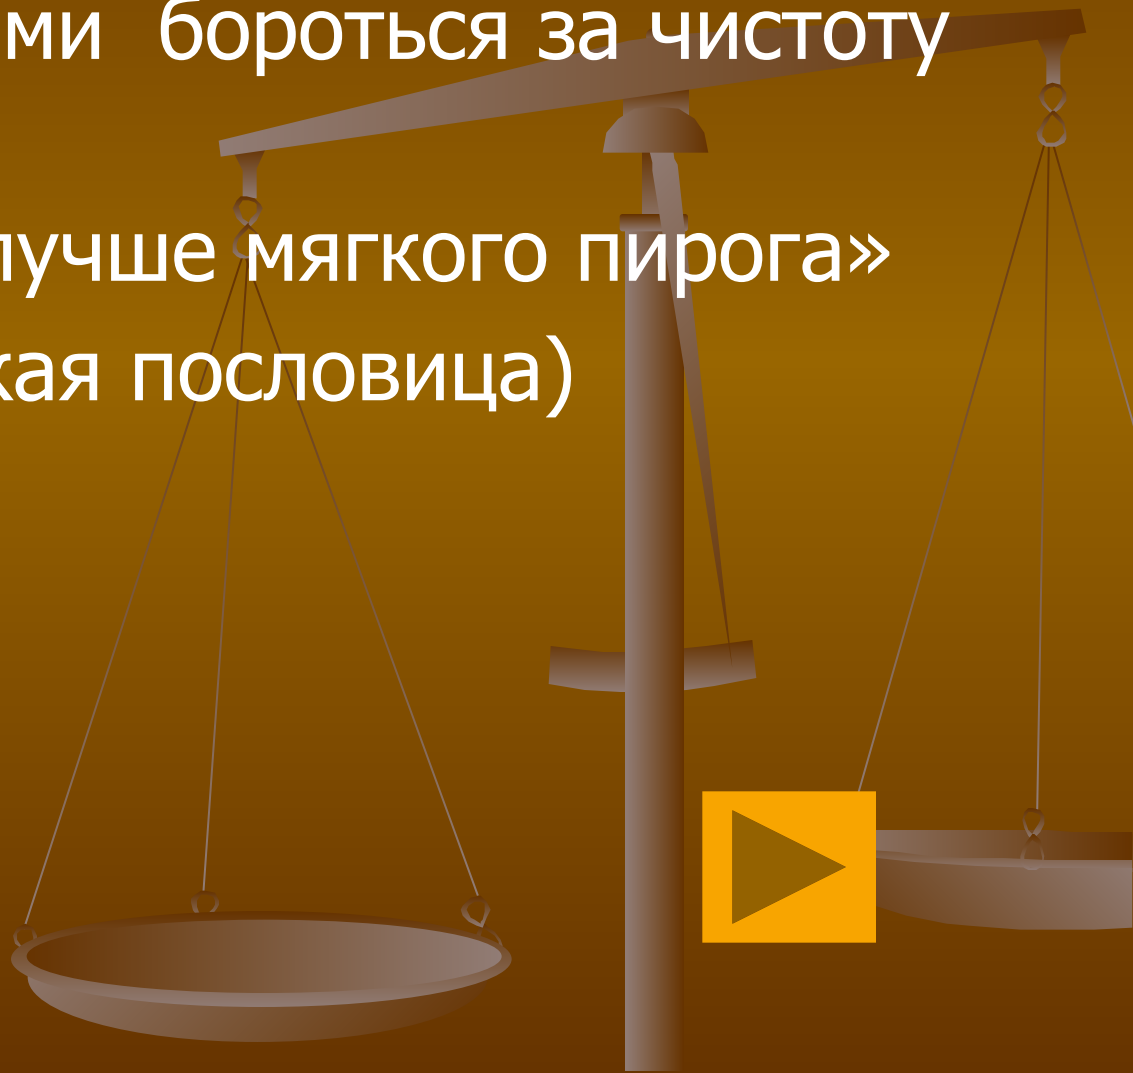 ми бороться за чистоту
лучше мягкого пирога»
кая пословица)